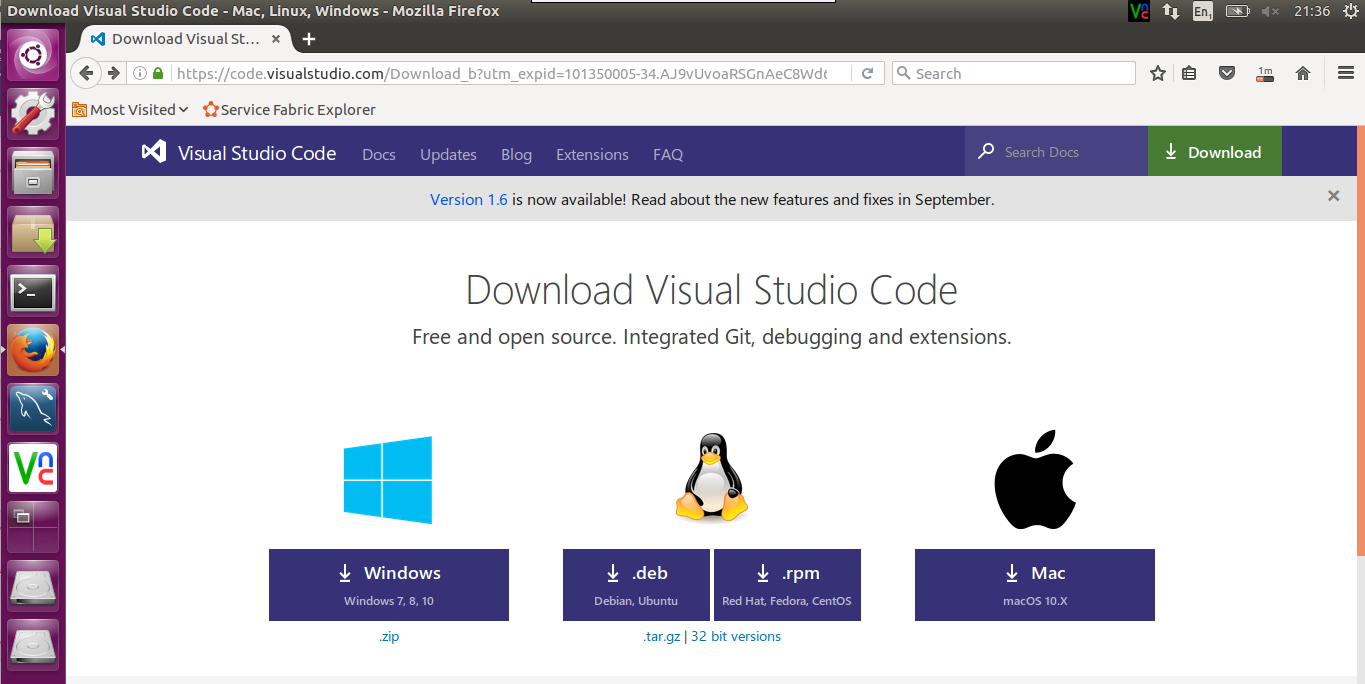 Download Visual Studio Code - Mac, Linux, Windows - Mozilla Firefox
En1
21:36
Download Visual St...
https://code.visualstudio.com/Download_b?utm_expid=101350005-34.AJ9vUvoaRSGnAeC8Wd
Search
1m
Most Visited
Service Fabric Explorer
Visual Studio Code
Docs
Updates
Blog
Extensions
FAQ
Search Docs
Download
Version 1.6 is now available! Read about the new features and fixes in September.
Download Visual Studio Code
Free and open source. Integrated Git, debugging and extensions.
Windows
Windows 7, 8, 10
.deb
Debian, Ubuntu
.rpm
Red Hat, Fedora, CentOS
Mac
macOS 10.X
.zip
.tar.gz | 32 bit versions